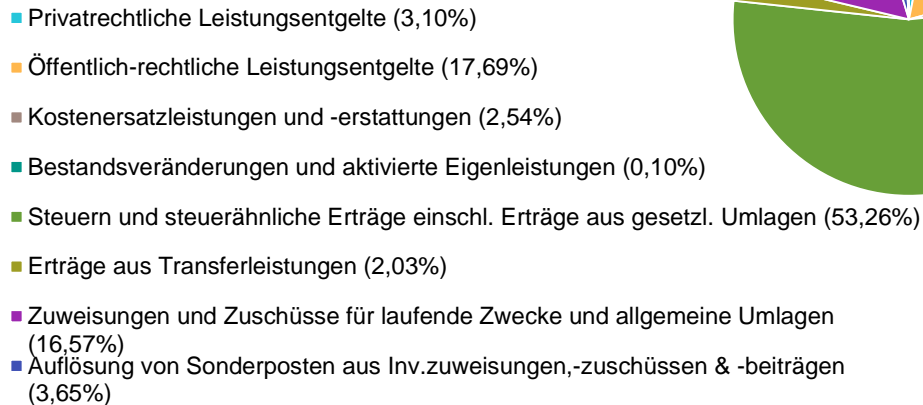 Privatrechtliche Leistungsentgelte (3,10%)
Öffentlich-rechtliche Leistungsentgelte (17,69%)
Kostenersatzleistungen und -erstattungen (2,54%)
Bestandsveränderungen und aktivierte Eigenleistungen (0,10%)
Steuern und steuerähnliche Erträge einschl. Erträge aus gesetzl. Umlagen (53,26%)
Erträge aus Transferleistungen (2,03%)
Zuweisungen und Zuschüsse für laufende Zwecke und allgemeine Umlagen
(16,57%)
Auflösung von Sonderposten aus Inv.zuweisungen,-zuschüssen & -beiträgen
(3,65%)